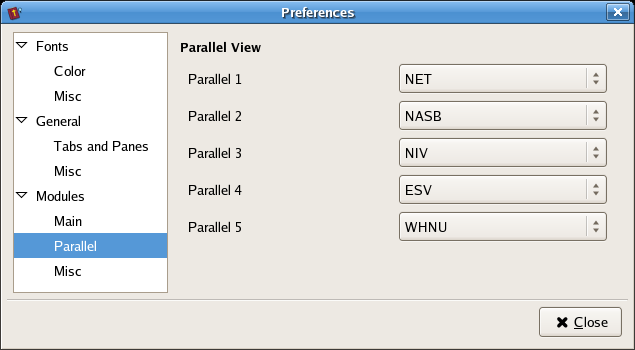 Preferences
Fonts
Color
Misc
General
Tabs and Panes
Misc
Modules
Main
Parallel
Misc
Parallel View
Parallel 1 NET
Parallel 2 NASB
Parallel 3 NIV
Parallel 4 ESV
Parallel 5 WHNU
Close